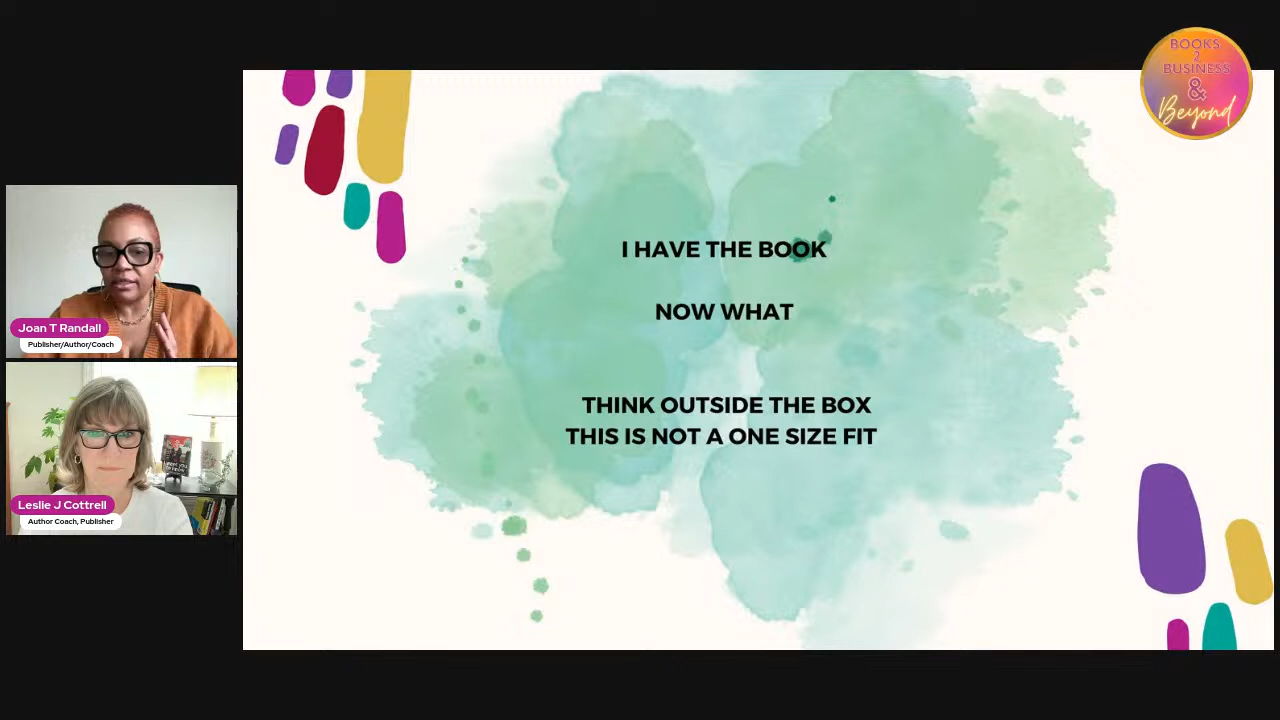 BOOKS
2
BUSINESS
&
Beyond
I HAVE THE BOOK
NOW WHAT
THINK OUTSIDE THE BOX
THIS IS NOT A ONE SIZE FIT
Joan T Randall
Publisher/Author/Coach
Leslie J Cottrell
Author Coach, Publisher